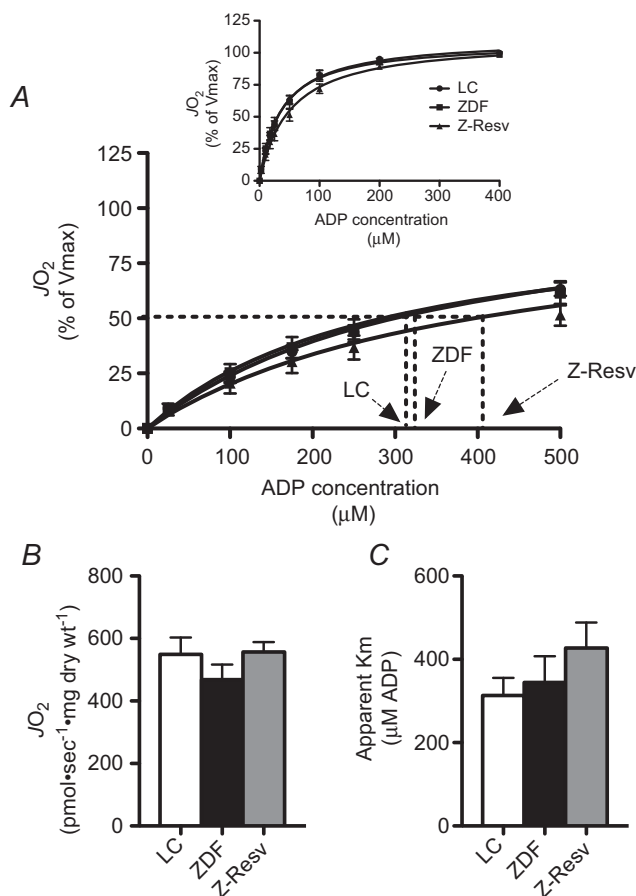 A
JO₂
(% of Vmax)
125
100
75
50
25
0
0 100 200 300 400
ADP concentration
(μM)
LC
ZDF
Z-Resv
JO₂
(% of Vmax)
125
100
75
50
25
0
LC
ZDF
Z-Resv
0 100 200 300 400 500
ADP concentration
(μM)
B
JO₂
(pmol•sec⁻¹•mg dry wt⁻¹)
800
600
400
200
0
LC
ZDF
Z-Resv
C
Apparent Km
(μM ADP)
600
400
200
0
LC
ZDF
Z-Resv